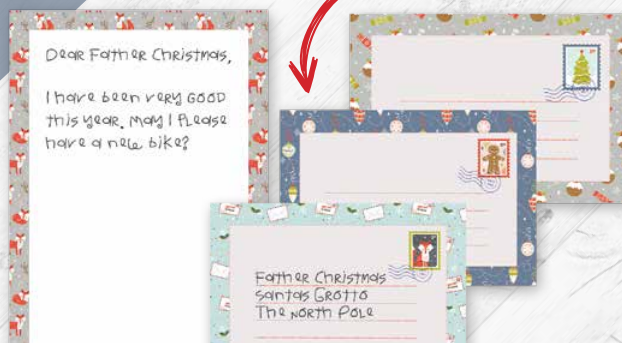 Dear Father Christmas,
I have been very GOOD
this year. May I Please
have a new bike?
Father Christmas
Santas Grotto
The North Pole